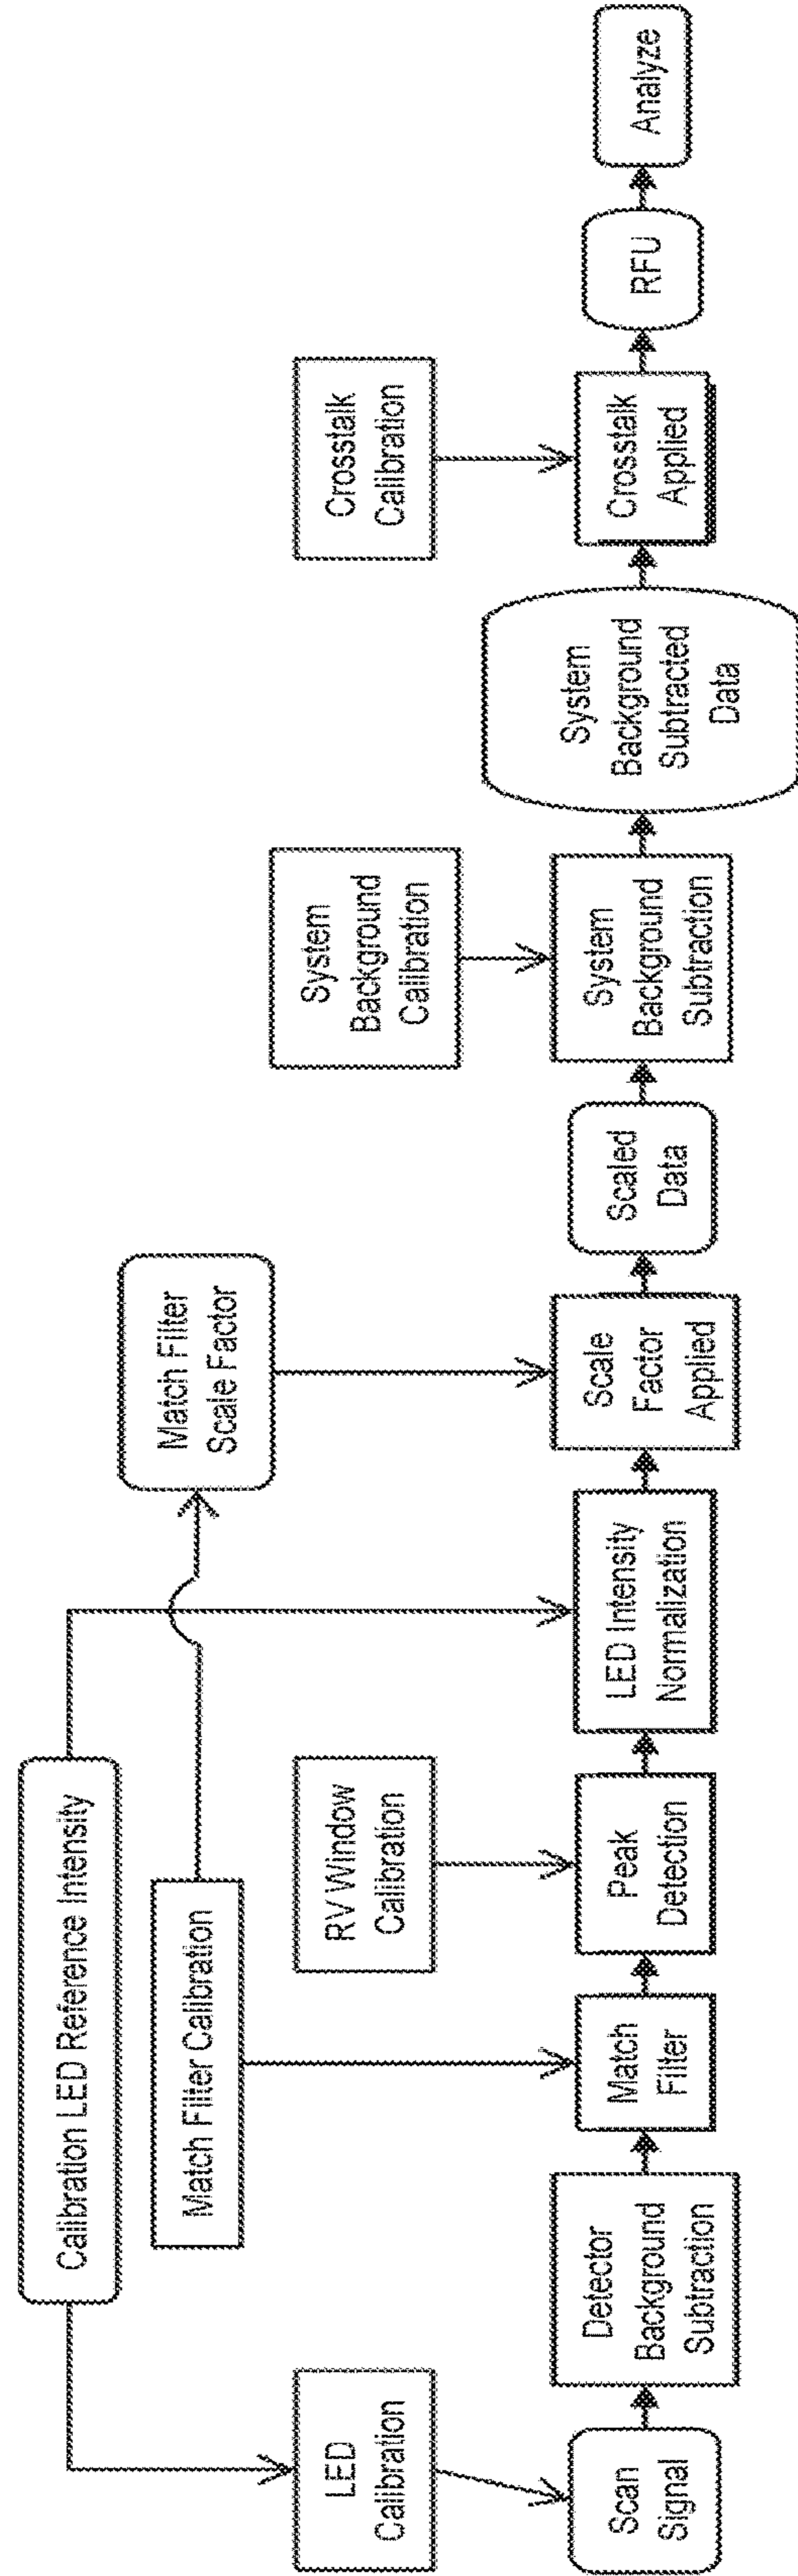 Calibration LED Reference Intensity
Match Filter Calibration
Match Filter
Scale Factor
LED
Calibration
RV Window
Calibration
System
Background
Calibration
Crosstalk
Calibration
Scan
Signal
Detector
Background
Subtraction
Match
Filter
Peak
Detection
LED Intensity
Normalization
Scale
Factor
Applied
Scaled
Data
System
Background
Subtraction
System
Background
Subtracted
Data
Crosstalk
Applied
RFU
Analyze